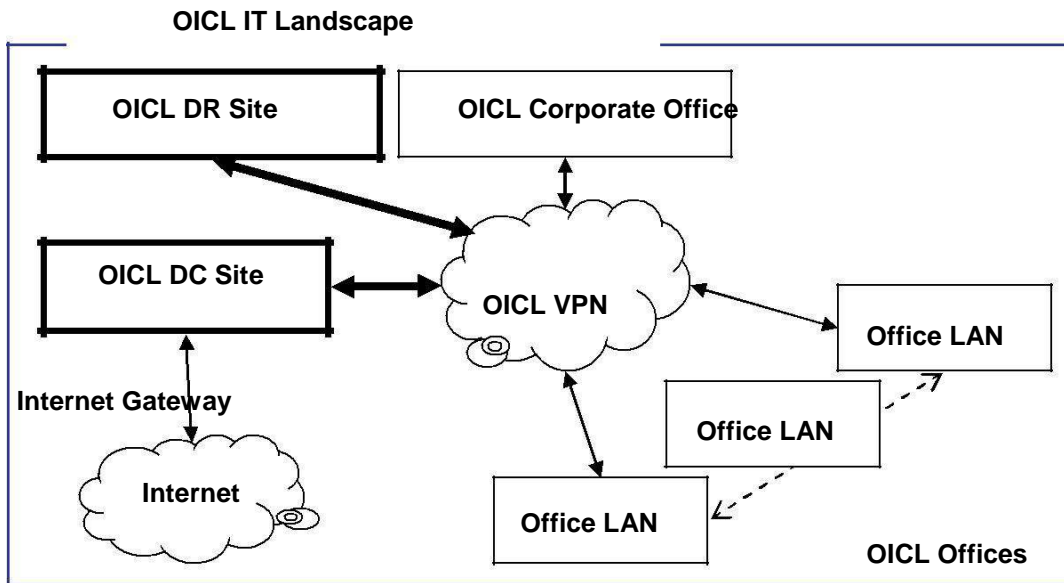 OICL IT Landscape
OICL DR Site
OICL Corporate Office
OICL DC Site
OICL VPN
Office LAN
Internet Gateway
Office LAN
Internet
Office LAN
OICL Offices